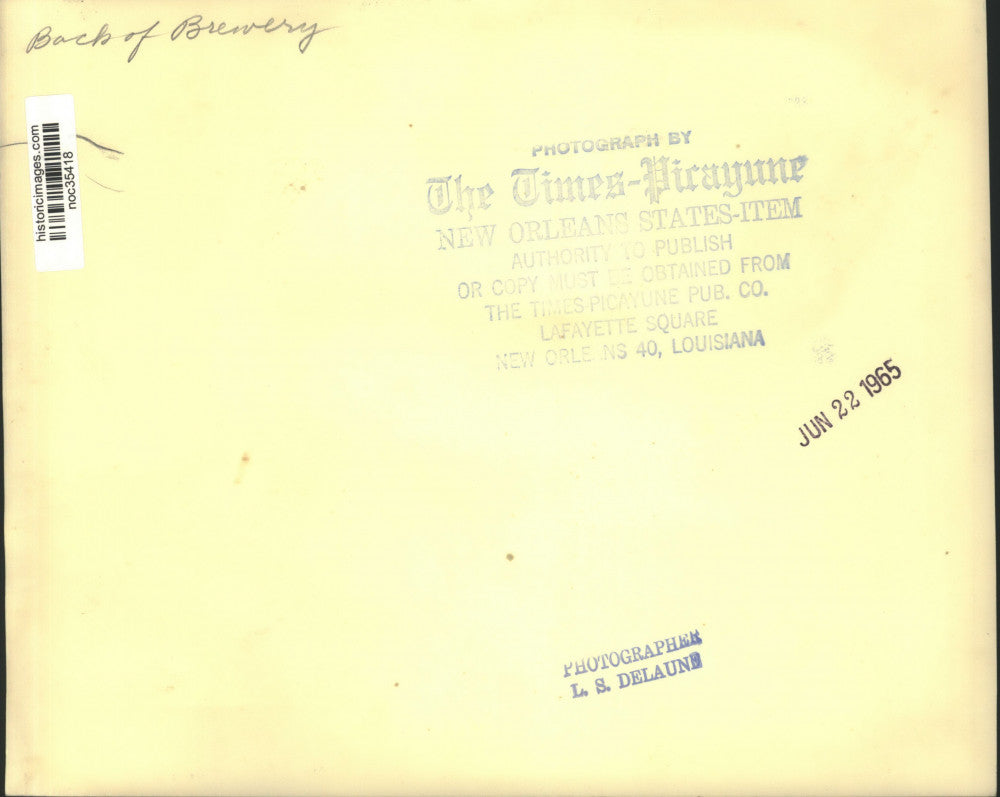 Back of Brewery
historicimages.com
noc35418
PHOTOGRAPH BY
The Times-Picayune
NEW ORLEANS STATES-ITEM
AUTHORITY TO PUBLISH
OR COPY MUST BE OBTAINED FROM
THE TIMES-PICAYUNE PUB. CO.
LAFAYETTE SQUARE
NEW ORLEANS 40, LOUISIANA
JUN 22 1965
PHOTOGRAPHER
L. S. DELAUNE